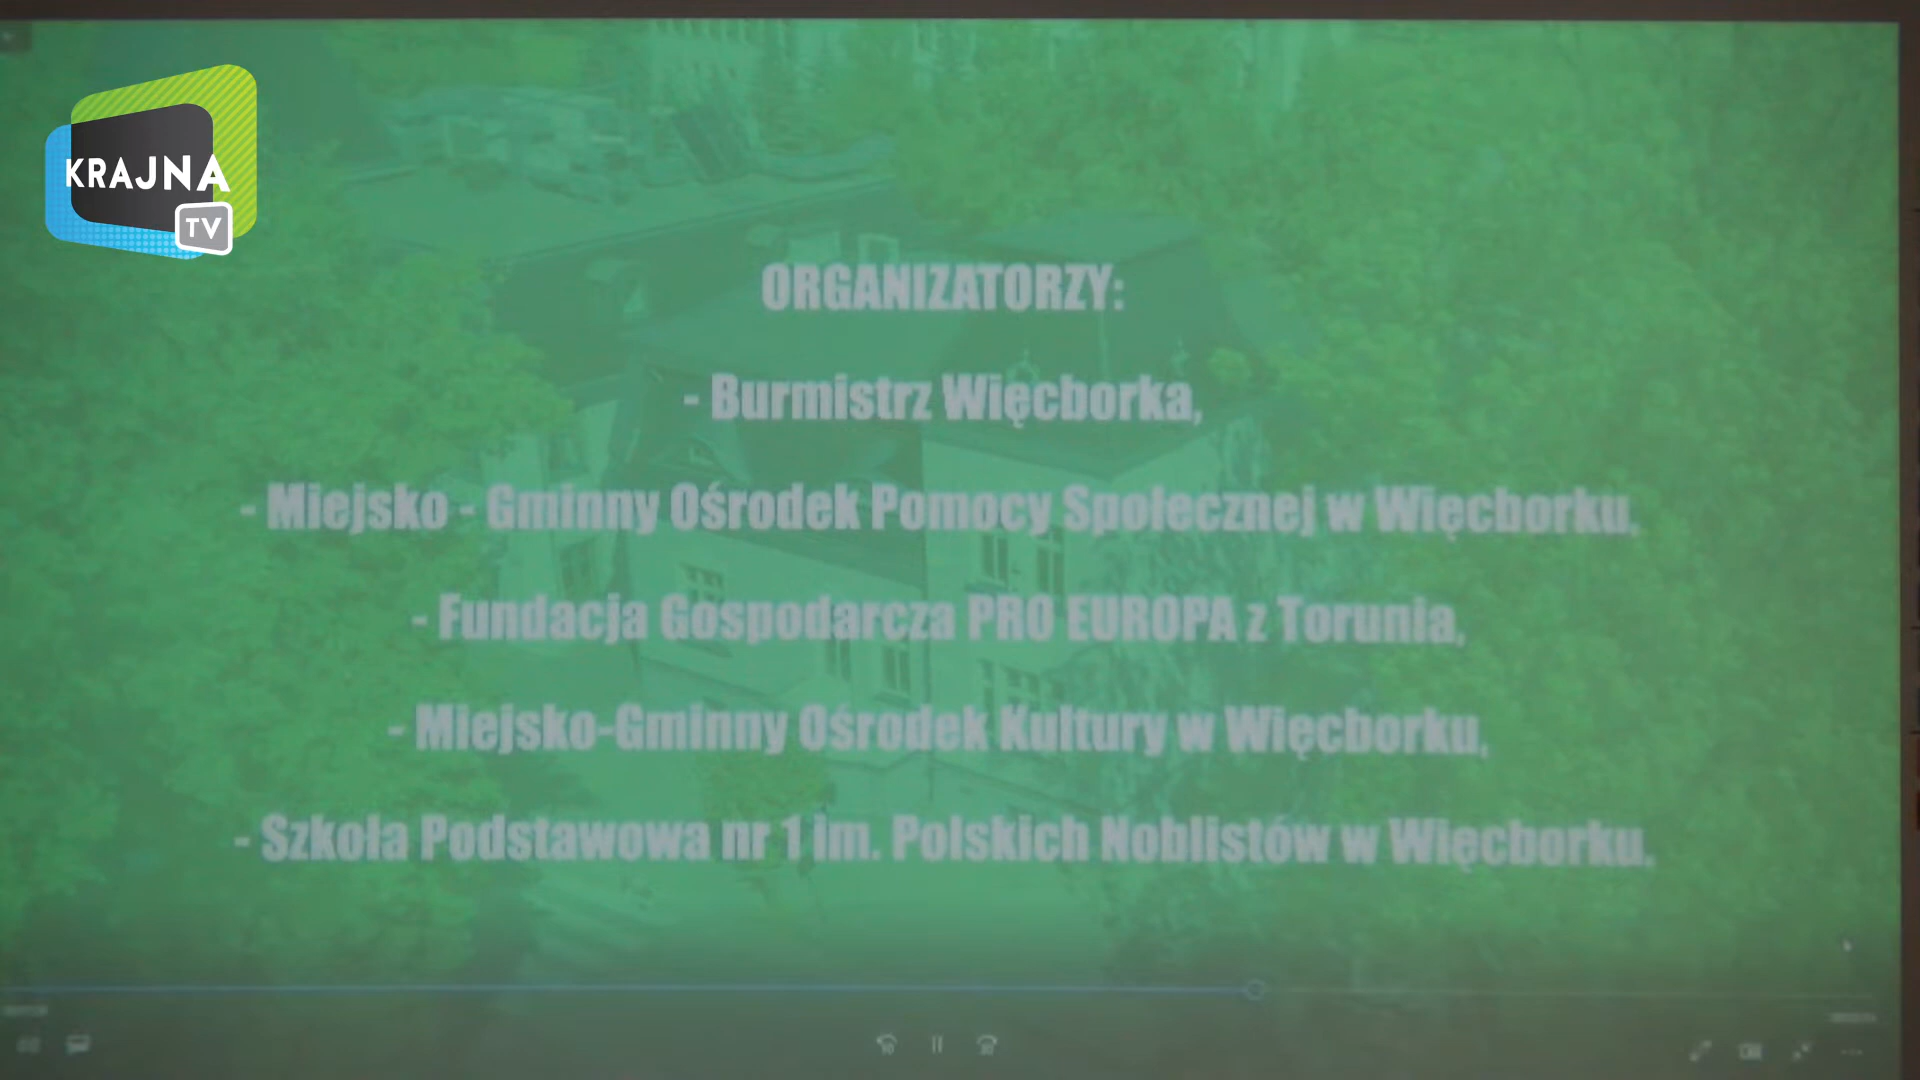 KRAJNA
TV
ORGANIZATORZY:
- Burmistrz Więcborka,
- Miejsko - Gminny Ośrodek Pomocy Społecznej w Więcborku,
- Fundacja Gospodarcza PRO EUROPA z Torunia,
- Miejsko-Gminny Ośrodek Kultury w Więcborku,
- Szkoła Podstawowa nr 1 im. Polskich Noblistów w Więcborku.